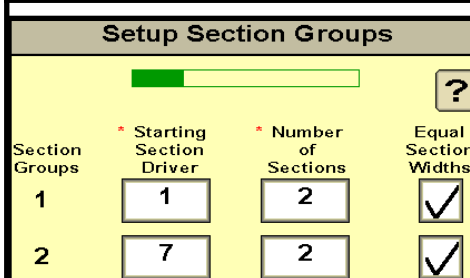 Setup Section Groups
?
Section Groups
* Starting Section Driver
* Number of Sections
Equal Section Widths
1 1 2
2 7 2